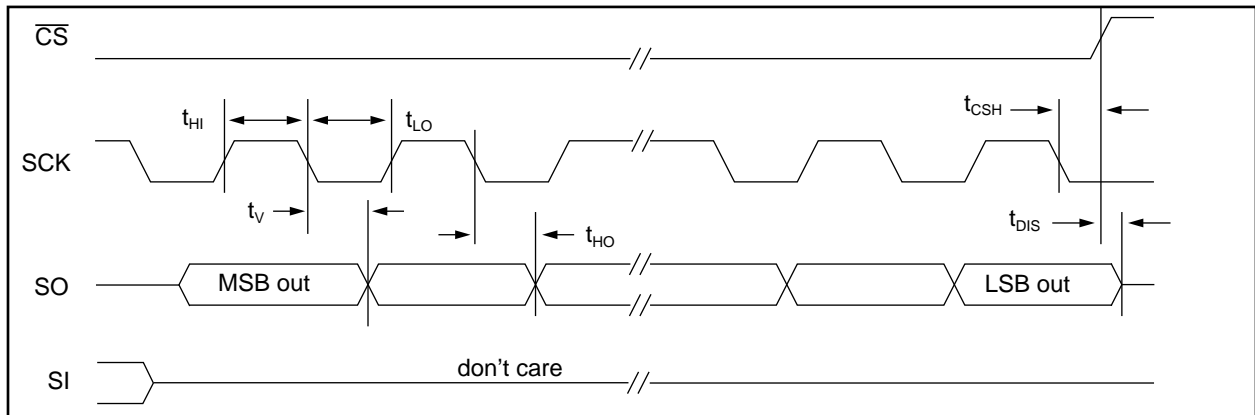 CS
tCSH
tHI
tLO
SCK
tV
tHO
tDIS
SO
MSB out
LSB out
SI
don't care